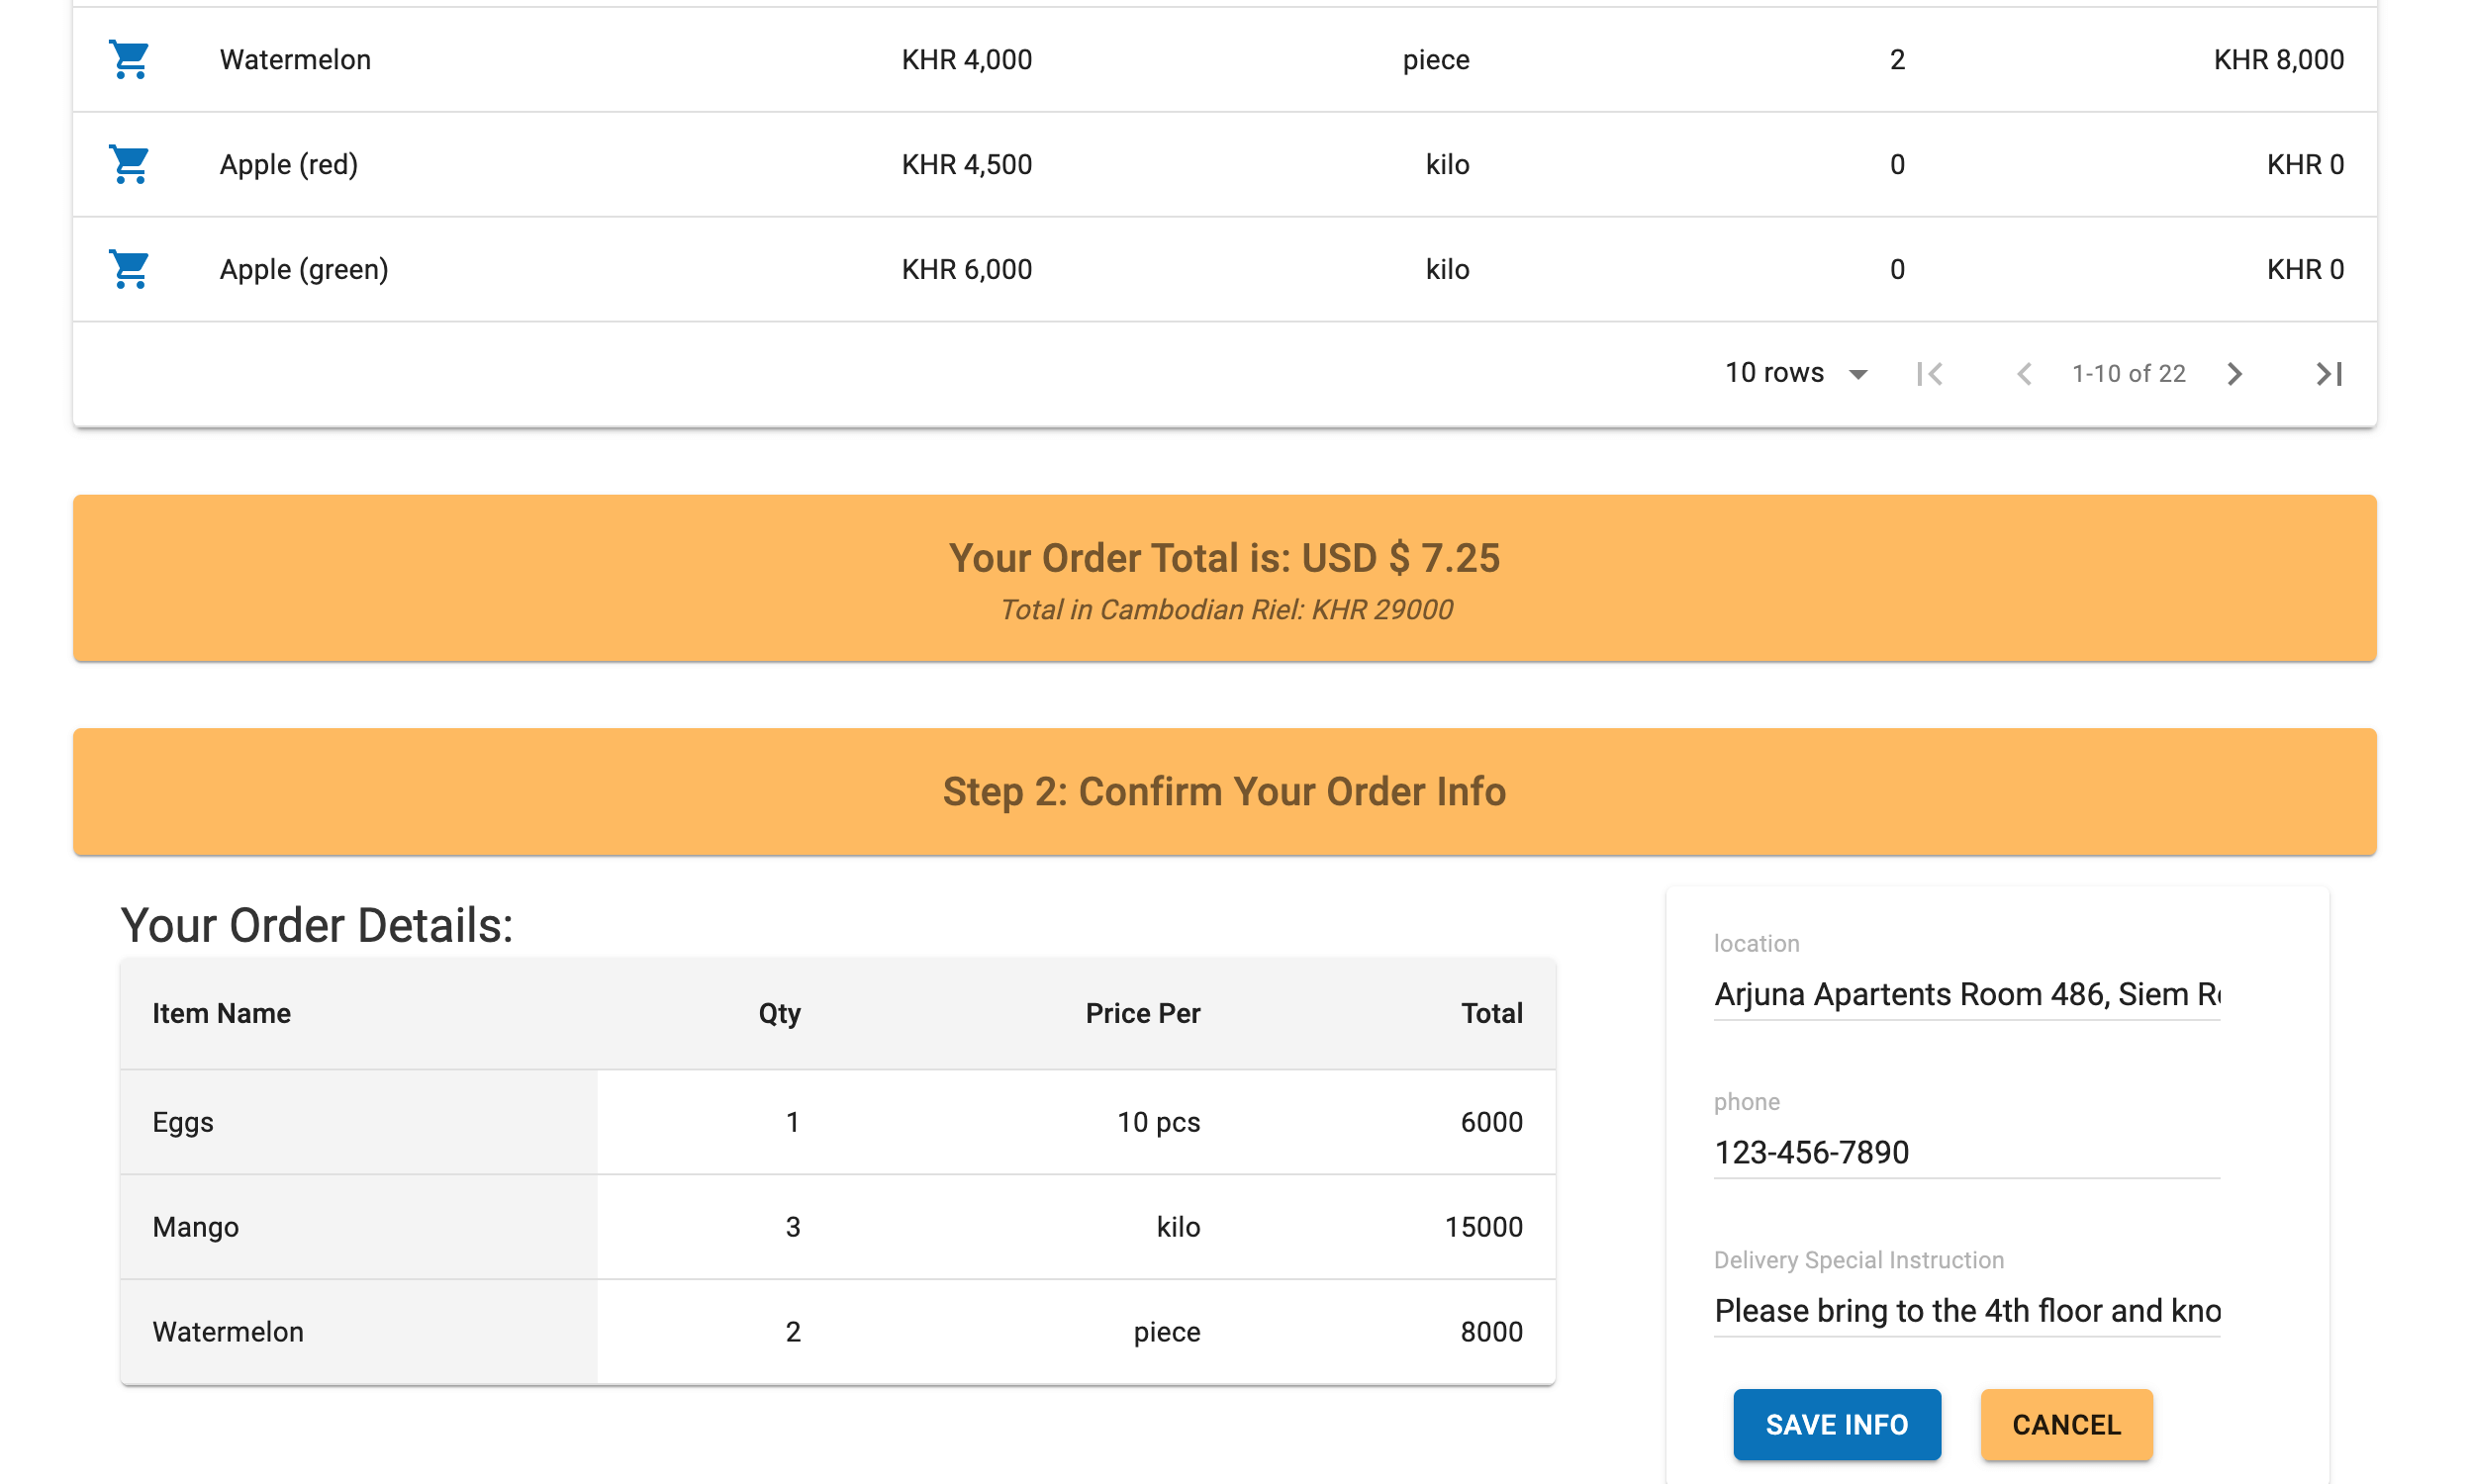 Watermelon KHR 4,000 piece 2 KHR 8,000
Apple (red) KHR 4,500 kilo 0 KHR 0
Apple (green) KHR 6,000 kilo 0 KHR 0
10 rows 1-10 of 22
Your Order Total is: USD $ 7.25
Total in Cambodian Riel: KHR 29000
Step 2: Confirm Your Order Info
Your Order Details:
Item Name Qty Price Per Total
Eggs 1 10 pcs 6000
Mango 3 kilo 15000
Watermelon 2 piece 8000
location
Arjuna Apartents Room 486, Siem Re
phone
123-456-7890
Delivery Special Instruction
Please bring to the 4th floor and kno
SAVE INFO CANCEL